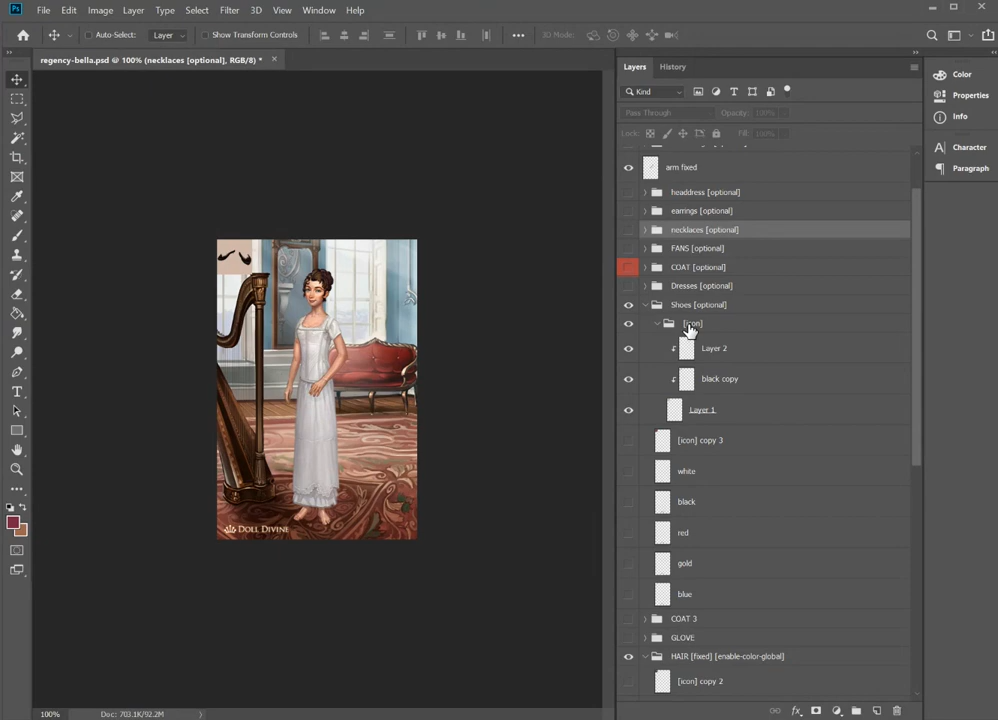 Ps File Edit Image Layer Type Select Filter 3D View Window Help
Auto-Select: Layer Show Transform Controls 3D Mode:
regency-bella.psd @ 100% (necklaces [optional], RGB/8) *
Layers History
Kind
Pass Through Opacity: 100%
Lock: Fill: 100%
arm fixed
headdress [optional]
earrings [optional]
necklaces [optional]
FANS [optional]
COAT [optional]
Dresses [optional]
Shoes [optional]
[icon]
Layer 2
black copy
Layer 1
[icon] copy 3
white
black
red
gold
blue
COAT 3
GLOVE
HAIR [fixed] [enable-color-global]
[icon] copy 2
Color
Properties
Info
Character
Paragraph
DOLL DIVINE
100% Doc: 703.1K/92.2M